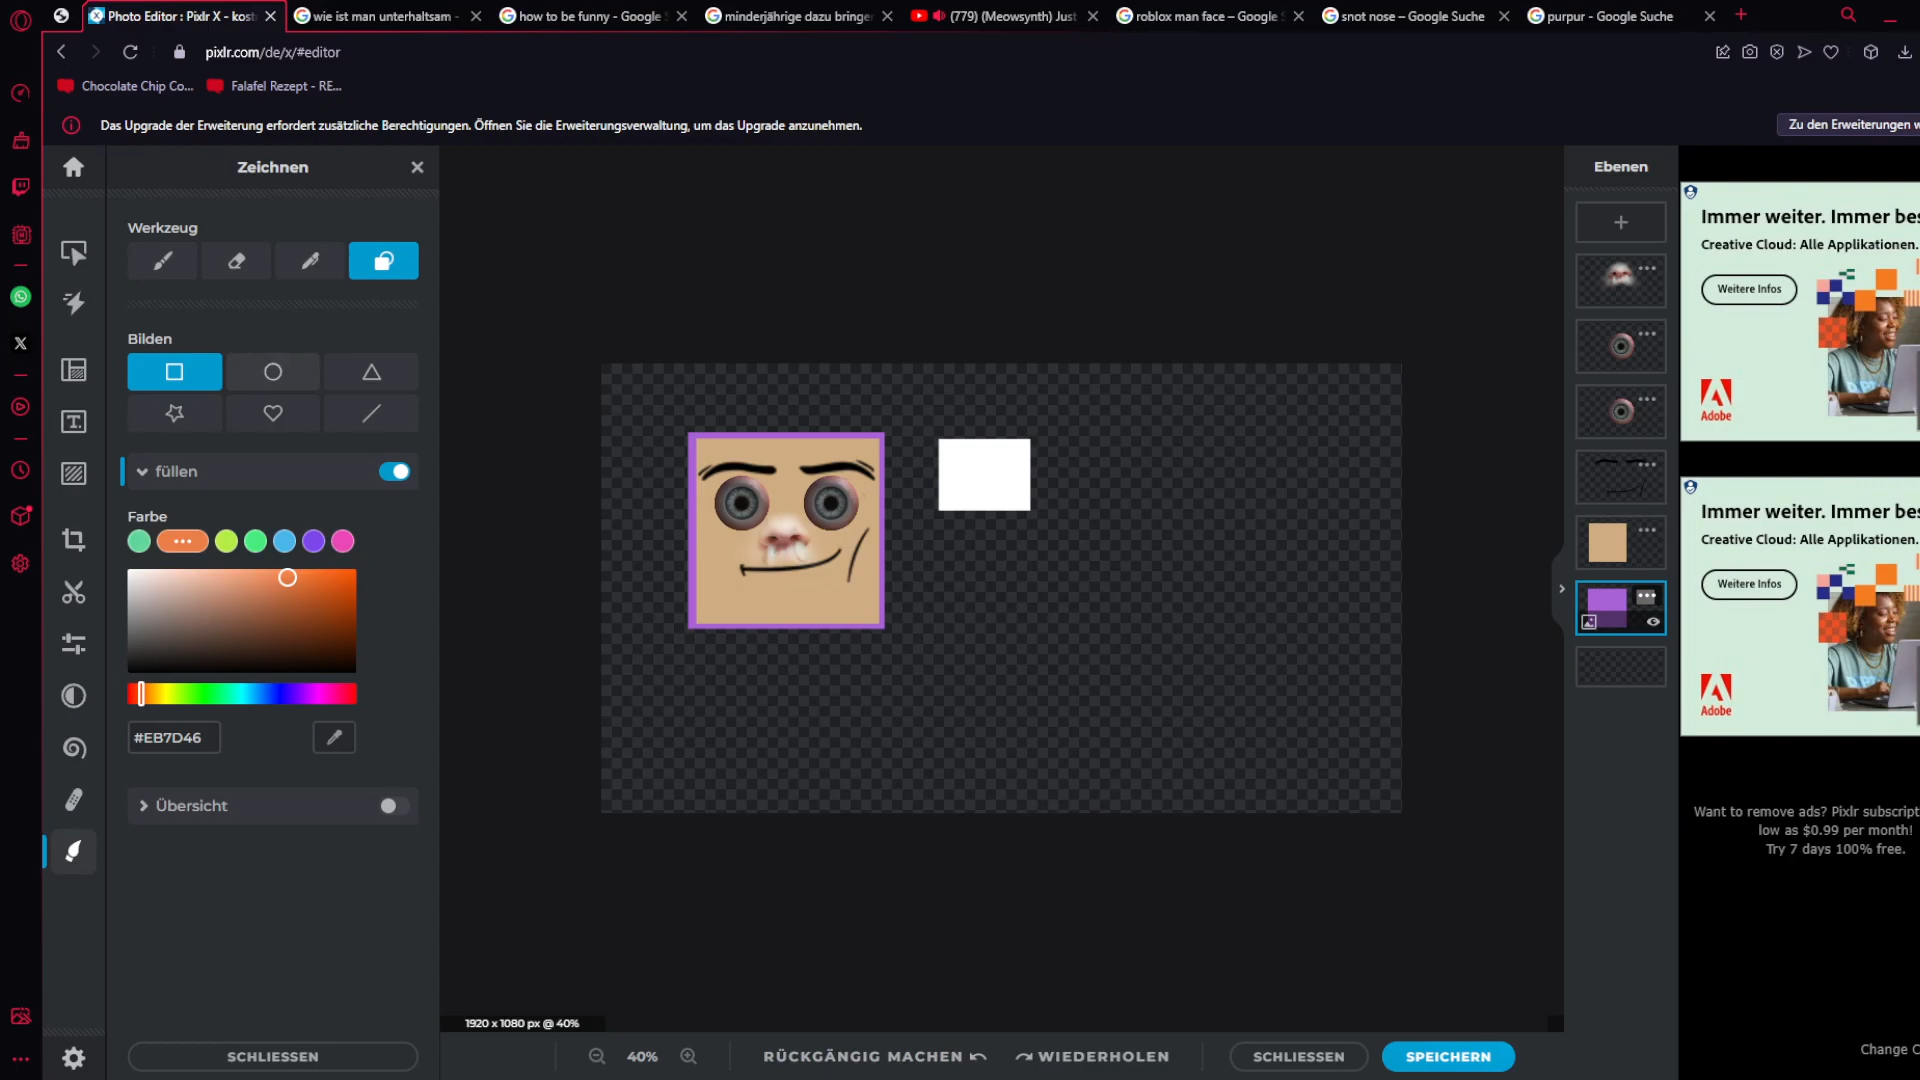 Photo Editor : Pixlr X - kost
wie ist man unterhaltsam -
how to be funny - Google
minderjährige dazu bringen
(779) (Meowsynth) Just
roblox man face – Google S
snot nose – Google Suche
purpur - Google Suche
pixlr.com/de/x/#editor
Chocolate Chip Co...
Falafel Rezept - RE...
Das Upgrade der Erweiterung erfordert zusätzliche Berechtigungen. Öffnen Sie die Erweiterungsverwaltung, um das Upgrade anzunehmen.
Zu den Erweiterungen w
Zeichnen
Werkzeug
Bilden
füllen
Farbe
#EB7D46
Übersicht
SCHLIESSEN
1920 x 1080 px @ 40%
40%
RÜCKGÄNGIG MACHEN
WIEDERHOLEN
SCHLIESSEN
SPEICHERN
Ebenen
Immer weiter. Immer bes
Creative Cloud: Alle Applikationen.
Weitere Infos
Adobe
Immer weiter. Immer bes
Creative Cloud: Alle Applikationen.
Weitere Infos
Adobe
Want to remove ads? Pixlr subscript
low as $0.99 per month!
Try 7 days 100% free.
Change C